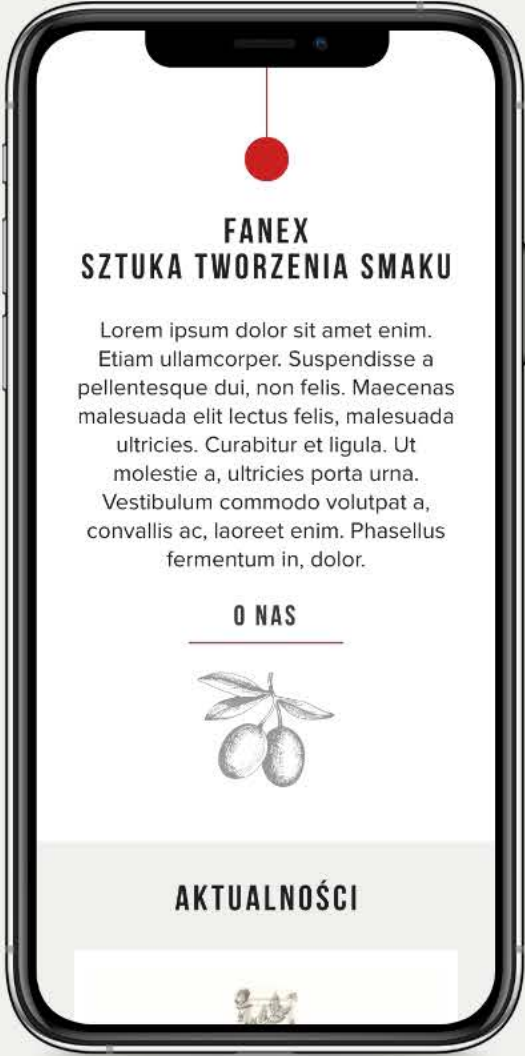 FANEX
SZTUKA TWORZENIA SMAKU
Lorem ipsum dolor sit amet enim.
Etiam ullamcorper. Suspendisse a
pellentesque dui, non felis. Maecenas
malesuada elit lectus felis, malesuada
ultricies. Curabitur et ligula. Ut
molestie a, ultricies porta urna.
Vestibulum commodo volutpat a,
convallis ac, laoreet enim. Phasellus
fermentum in, dolor.
O NAS
AKTUALNOŚCI